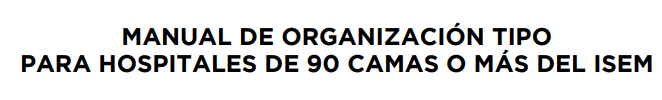 MANUAL DE ORGANIZACIÓN TIPO
PARA HOSPITALES DE 90 CAMAS O MÁS DEL ISEM